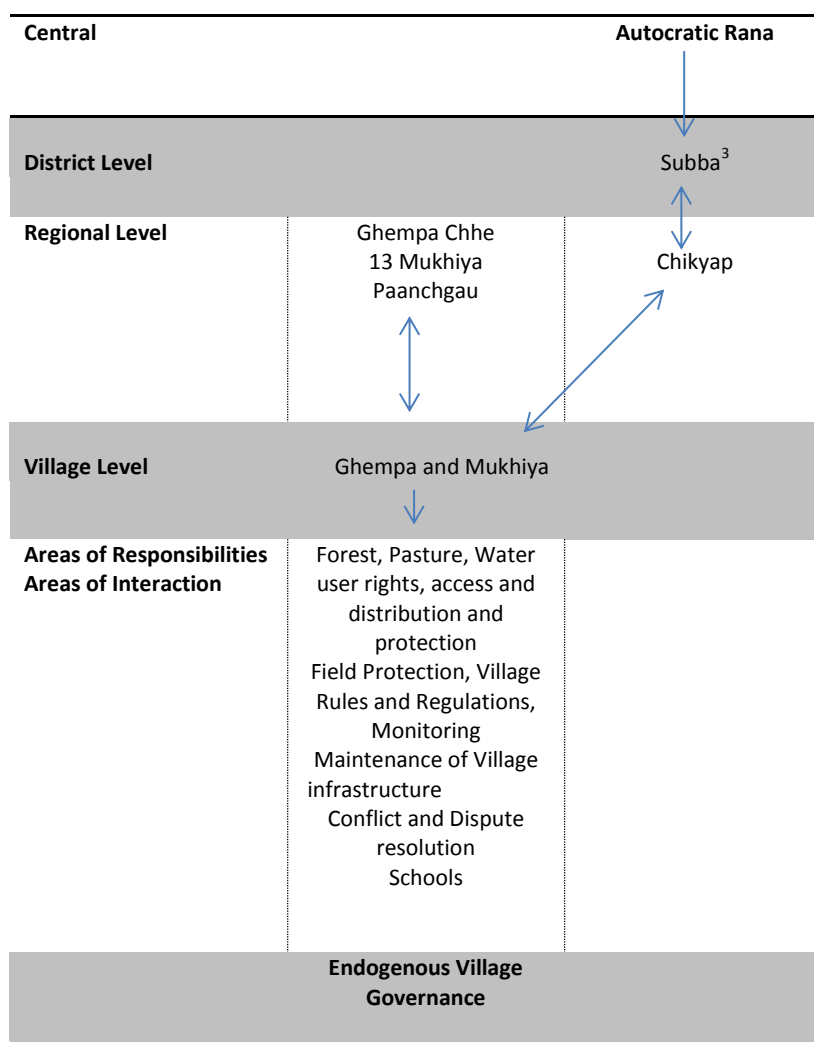 Central Autocratic Rana
District Level Subba³
Regional Level Ghempa Chhe
13 Mukhiya Chikyap
Paanchgau
Village Level Ghempa and Mukhiya
Areas of Responsibilities Forest, Pasture, Water
Areas of Interaction user rights, access and
distribution and
protection
Field Protection, Village
Rules and Regulations,
Monitoring
Maintenance of Village
infrastructure
Conflict and Dispute
resolution
Schools
Endogenous Village
Governance